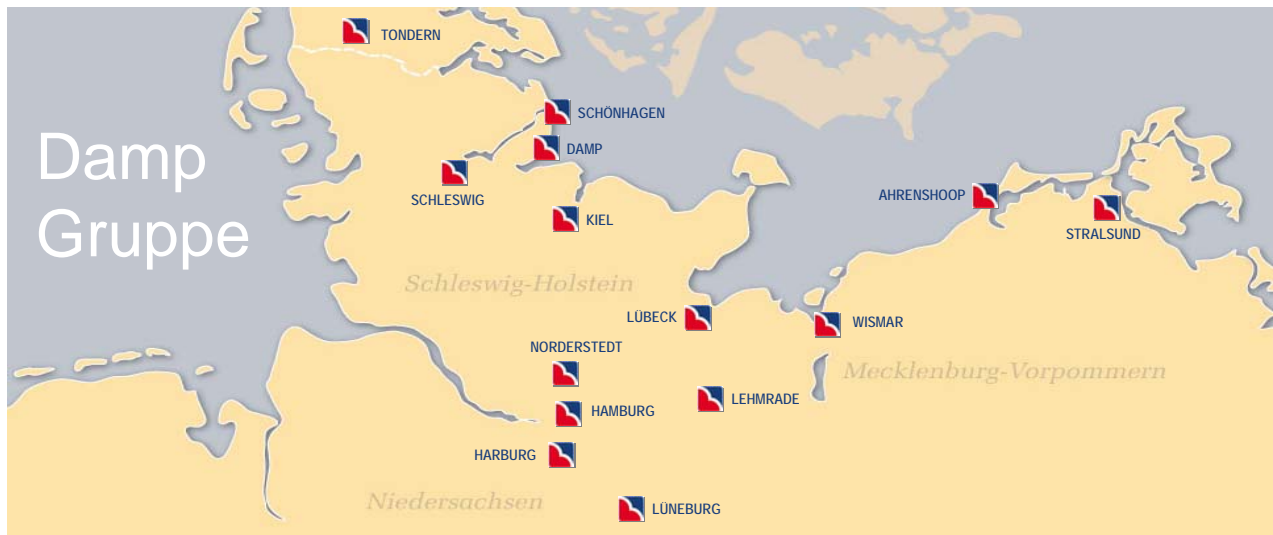 Damp
Gruppe
TONDERN
SCHÖNHAGEN
DAMP
SCHLESWIG
KIEL
AHRENSHOOP
STRALSUND
Schleswig-Holstein
LÜBECK
WISMAR
NORDERSTEDT
Mecklenburg-Vorpommern
LEHMRADE
HAMBURG
HARBURG
Niedersachsen
LÜNEBURG